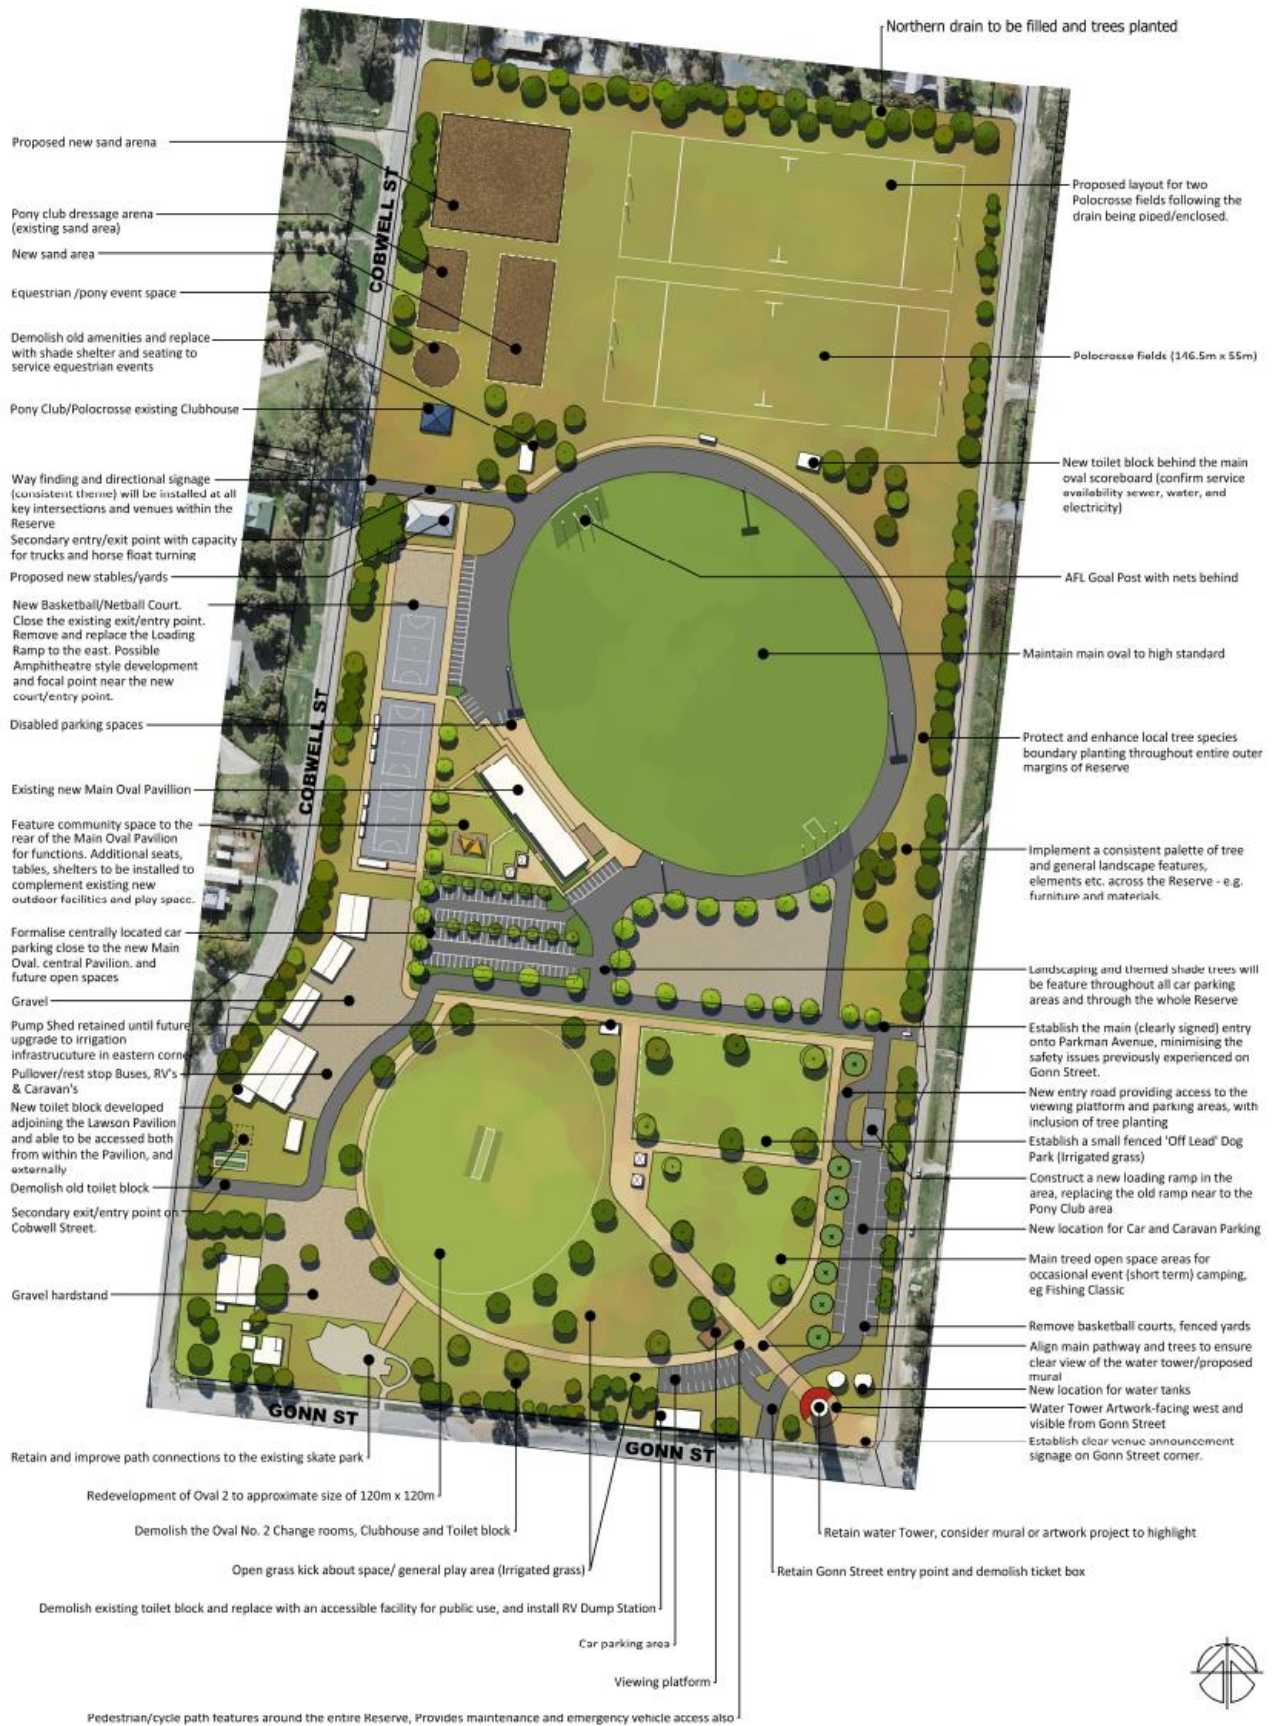 Northern drain to be filled and trees planted
Proposed new sand arena
Pony club dressage arena
(existing sand area)
New sand area
Equestrian /pony event space
Demolish old amenities and replace
with shade shelter and seating to
service equestrian events
Pony Club/Polocrosse existing Clubhouse
Way finding and directional signage
(consistent theme) will be installed at all
key intersections and venues within the
Reserve
Secondary entry/exit point with capacity
for trucks and horse float turning
Proposed new stables/yards
New Basketball/Netball Court.
Close the existing exit/entry point.
Remove and replace the Loading
Ramp to the east. Possible
Amphitheatre style development
and focal point near the new
court/entry point.
Disabled parking spaces
Existing new Main Oval Pavillion
Feature community space to the
rear of the Main Oval Pavilion
for functions. Additional seats,
tables, shelters to be installed to
complement existing new
outdoor facilities and play space.
Formalise centrally located car
parking close to the new Main
Oval, central Pavilion, and
future open spaces
Gravel
Pump Shed retained until future
upgrade to irrigation
infrastrucuture in eastern corne
Pullover/rest stop Buses, RV's
& Caravan's
New toilet block developed
adjoining the Lawson Pavilion
and able to be accessed both
from within the Pavilion, and
externally
Demolish old toilet block
Secondary exit/entry point on
Cobwell Street.
Gravel hardstand
COBWELL ST
COBWELL ST
Proposed layout for two
Polocrosse fields following the
drain being piped/enclosed.
Polocrosse fields (146.5m x 55m)
New toilet block behind the main
oval scoreboard (confirm service
availability sewer, water, and
electricity)
AFL Goal Post with nets behind
Maintain main oval to high standard
Protect and enhance local tree species
boundary planting throughout entire outer
margins of Reserve
Implement a consistent palette of tree
and general landscape features,
elements etc. across the Reserve - e.g.
furniture and materials.
Landscaping and themed shade trees will
be feature throughout all car parking
areas and through the whole Reserve
Establish the main (clearly signed) entry
onto Parkman Avenue, minimising the
safety issues previously experienced on
Gonn Street.
New entry road providing access to the
viewing platform and parking areas, with
inclusion of tree planting
Establish a small fenced 'Off Lead' Dog
Park (Irrigated grass)
Construct a new loading ramp in the
area, replacing the old ramp near to the
Pony Club area
New location for Car and Caravan Parking
Main treed open space areas for
occasional event (short term) camping,
eg Fishing Classic
Remove basketball courts, fenced yards
Align main pathway and trees to ensure
clear view of the water tower/proposed
mural
New location for water tanks
Water Tower Artwork-facing west and
visible from Gonn Street
Establish clear venue announcement
signage on Gonn Street corner.
GONN ST
GONN ST
Retain and improve path connections to the existing skate park
Redevelopment of Oval 2 to approximate size of 120m x 120m
Demolish the Oval No. 2 Change rooms, Clubhouse and Toilet block
Open grass kick about space/ general play area (Irrigated grass)
Demolish existing toilet block and replace with an accessible facility for public use, and install RV Dump Station
Car parking area
Viewing platform
Pedestrian/cycle path features around the entire Reserve, Provides maintenance and emergency vehicle access also
Retain water Tower, consider mural or artwork project to highlight
Retain Gonn Street entry point and demolish ticket box